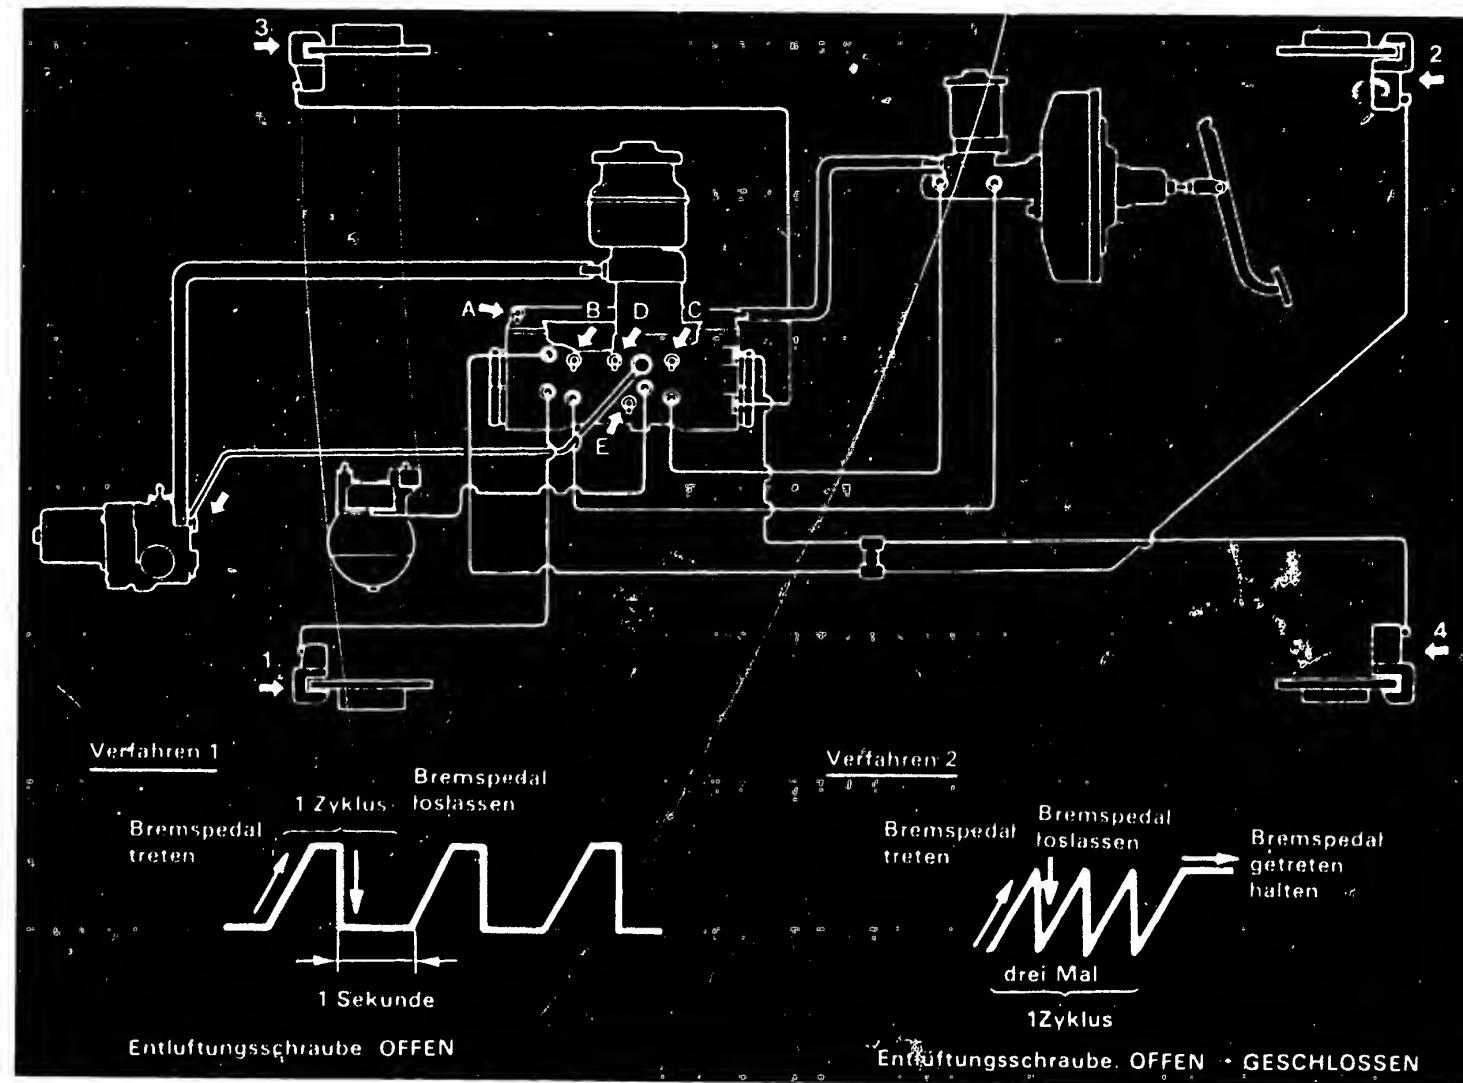 3
2
A
B
D
C
E
1
4
Verfahren 1
Verfahren 2
Bremspedal
loslassen
1 Zyklus
Bremspedal
treten
1 Sekunde
Entluftungsschraube OFFEN
Bremspedal
treten
Bremspedal
loslassen
Bremspedal
getreten
halten
drei Mal
1Zyklus
Entlüftungsschraube. OFFEN - GESCHLOSSEN